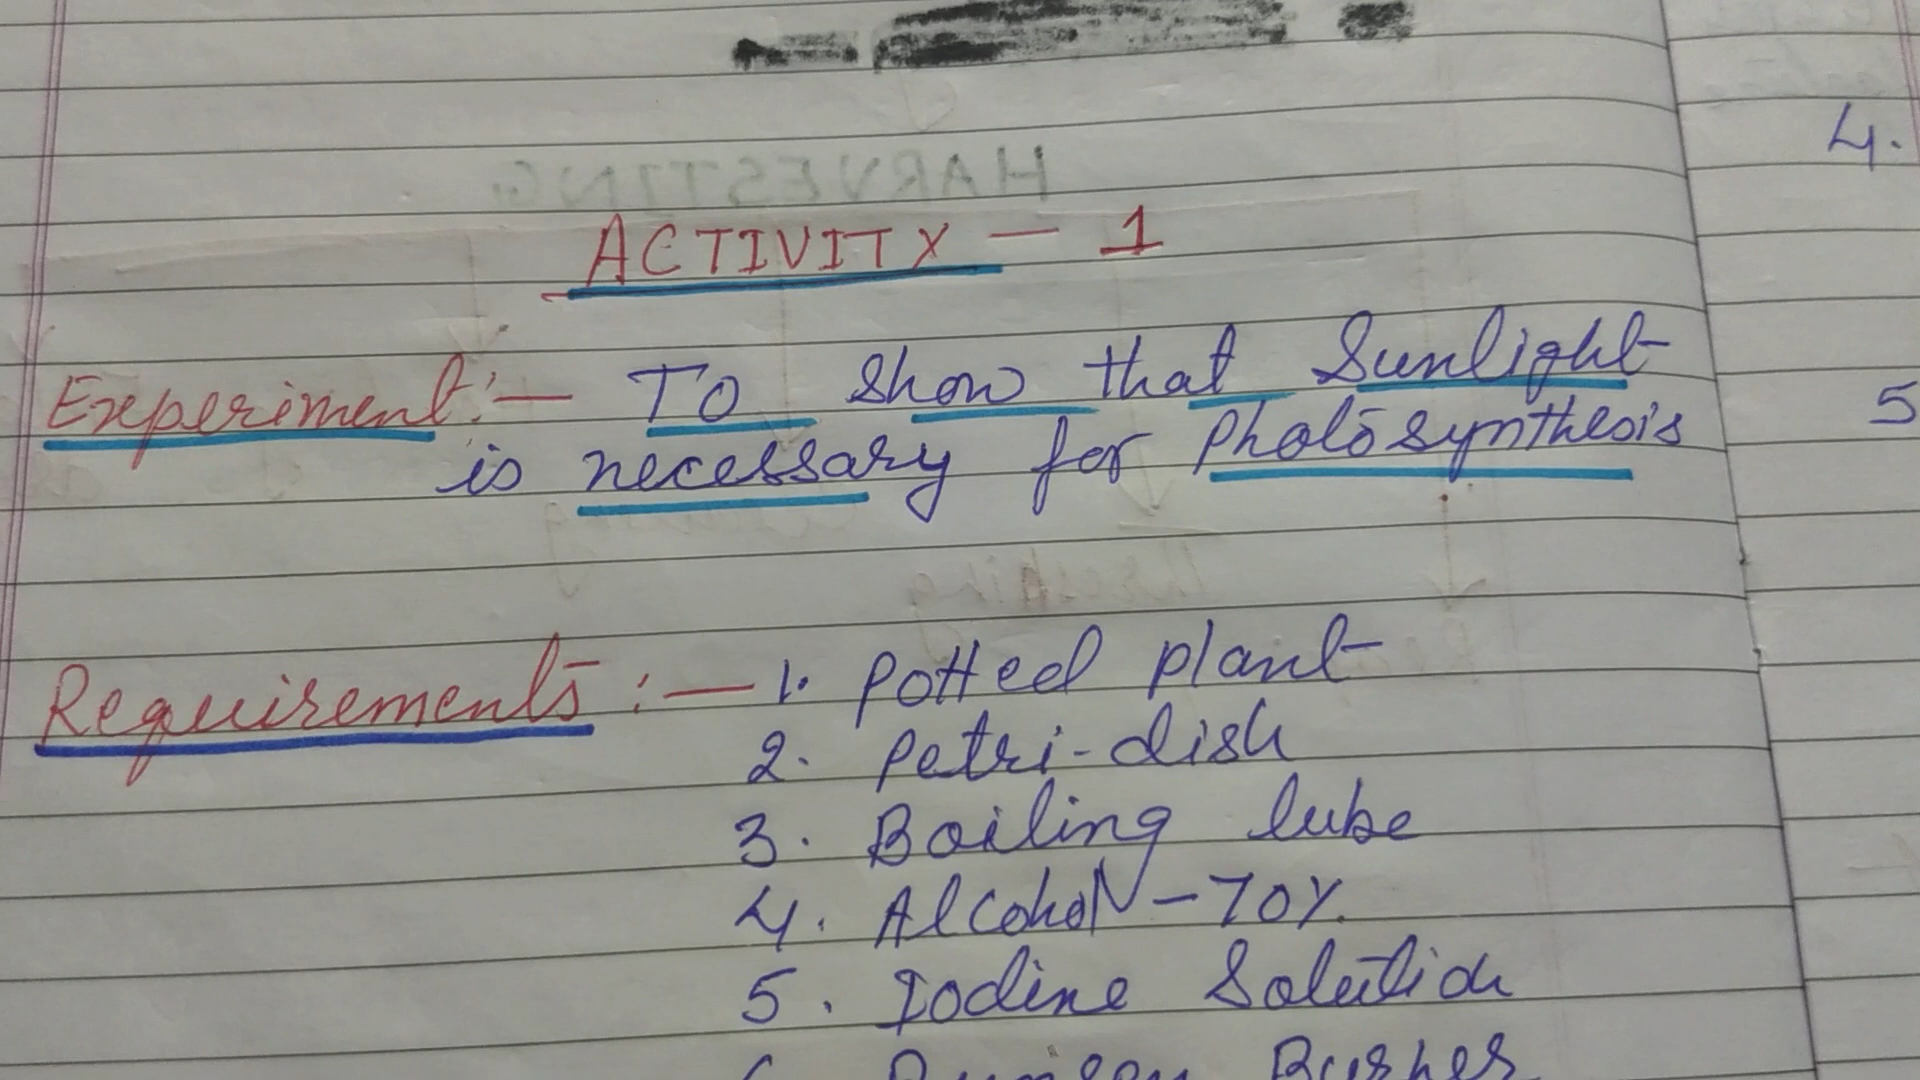 ACTIVITY - 1
Experiment:- To show that Sunlight
is necessary for Photosynthesis
Requirements :- 1. Potted plant
2. Petri-dish
3. Boiling tube
4. Alcohol - 70%.
5. Iodine Solution
4.
5